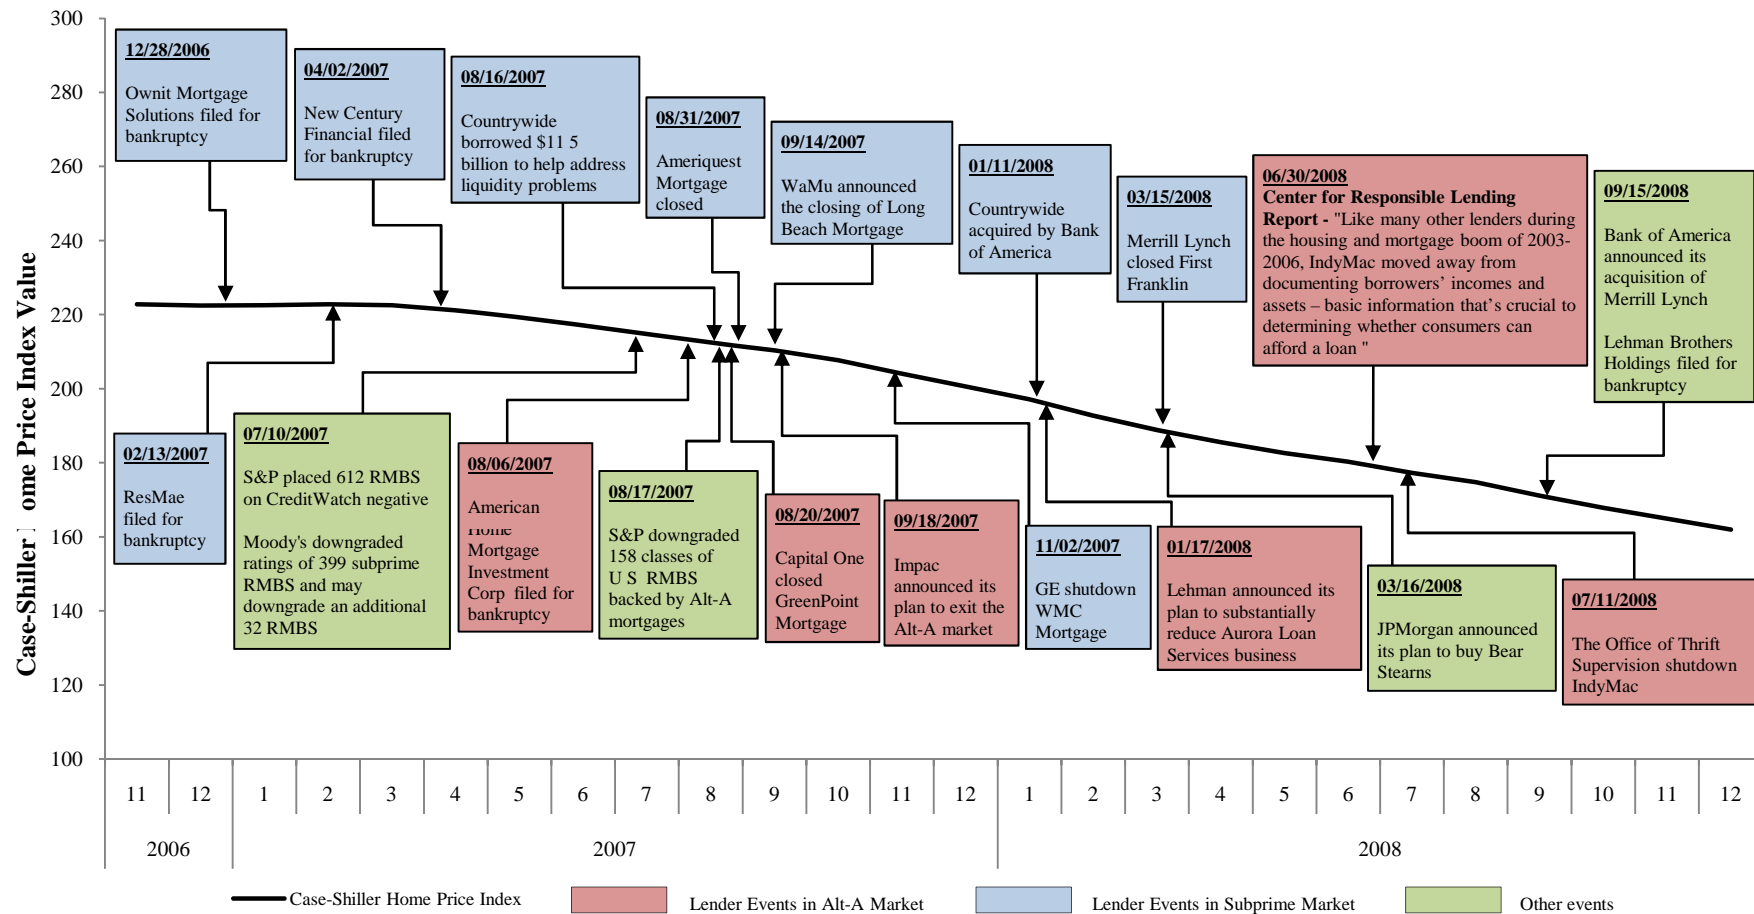 300
280
260
240
220
200
180
160
140
120
100
Case-Shiller ome Price Index Value
12/28/2006
Ownit Mortgage
Solutions filed for
bankruptcy
04/02/2007
New Century
Financial filed
for bankruptcy
08/16/2007
Countrywide
borrowed $11 5
billion to help address
liquidity problems
08/31/2007
Ameriquest
Mortgage
closed
09/14/2007
WaMu announced
the closing of Long
Beach Mortgage
01/11/2008
Countrywide
acquired by Bank
of America
03/15/2008
Merrill Lynch
closed First
Franklin
06/30/2008
Center for Responsible Lending
Report - "Like many other lenders during
the housing and mortgage boom of 2003-
2006, IndyMac moved away from
documenting borrowers’ incomes and
assets – basic information that’s crucial to
determining whether consumers can
afford a loan "
09/15/2008
Bank of America
announced its
acquisition of
Merrill Lynch
Lehman Brothers
Holdings filed for
bankruptcy
02/13/2007
ResMae
filed for
bankruptcy
07/10/2007
S&P placed 612 RMBS
on CreditWatch negative
Moody's downgraded
ratings of 399 subprime
RMBS and may
downgrade an additional
32 RMBS
08/06/2007
American
Home
Mortgage
Investment
Corp filed for
bankruptcy
08/17/2007
S&P downgraded
158 classes of
U S RMBS
backed by Alt-A
mortgages
08/20/2007
Capital One
closed
GreenPoint
Mortgage
09/18/2007
Impac
announced its
plan to exit the
Alt-A market
11/02/2007
GE shutdown
WMC
Mortgage
01/17/2008
Lehman announced its
plan to substantially
reduce Aurora Loan
Services business
03/16/2008
JPMorgan announced
its plan to buy Bear
Stearns
07/11/2008
The Office of Thrift
Supervision shutdown
IndyMac
11 12 1 2 3 4 5 6 7 8 9 10 11 12 1 2 3 4 5 6 7 8 9 10 11 12
2006 2007 2008
Case-Shiller Home Price Index Lender Events in Alt-A Market Lender Events in Subprime Market Other events